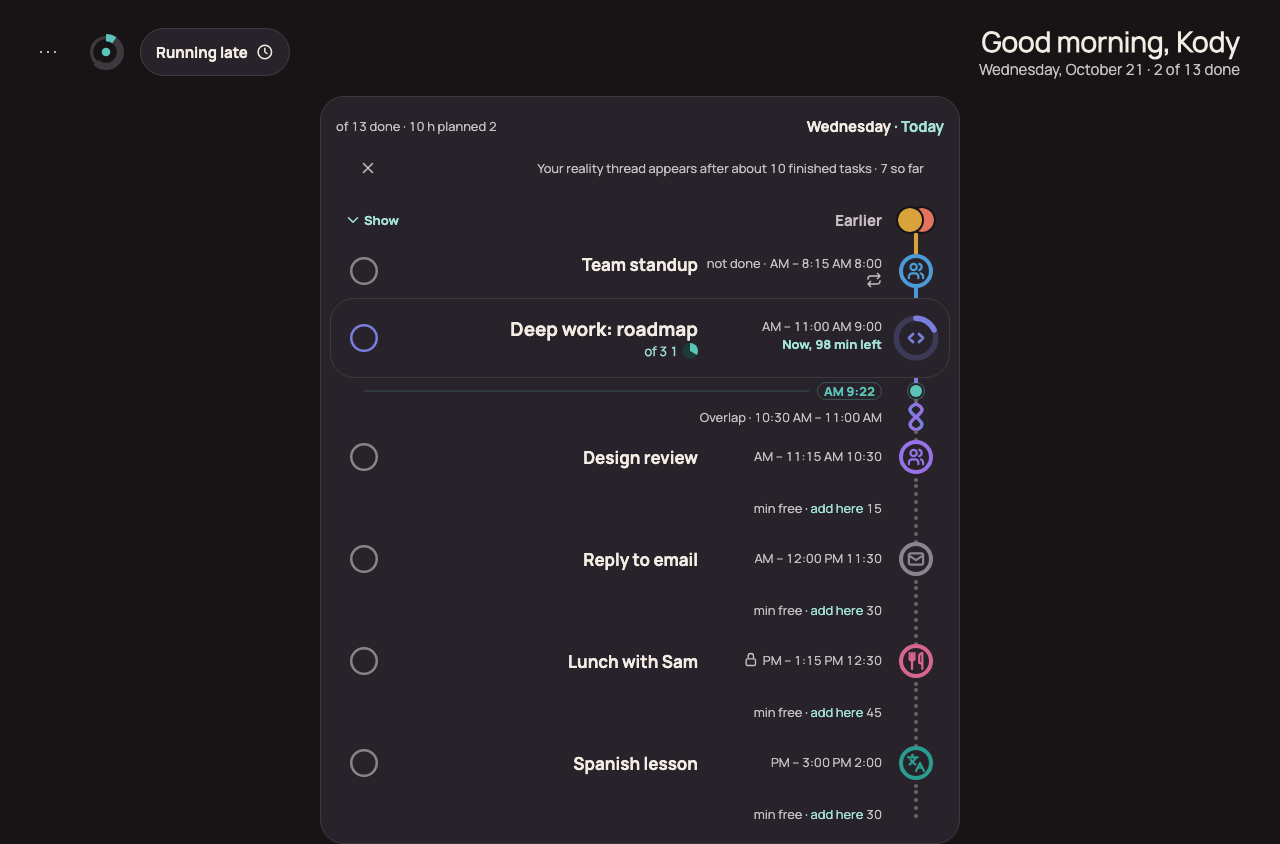 Good morning, Kody
Wednesday, October 21 · 2 of 13 done
Running late
Wednesday · Today
of 13 done · 10 h planned 2
Your reality thread appears after about 10 finished tasks · 7 so far
Earlier
Show
not done · AM – 8:15 AM 8:00
Team standup
AM – 11:00 AM 9:00
Now, 98 min left
Deep work: roadmap
of 3 1
AM 9:22
Overlap · 10:30 AM – 11:00 AM
AM – 11:15 AM 10:30
Design review
min free · add here 15
AM – 12:00 PM 11:30
Reply to email
min free · add here 30
PM – 1:15 PM 12:30
Lunch with Sam
min free · add here 45
PM – 3:00 PM 2:00
Spanish lesson
min free · add here 30